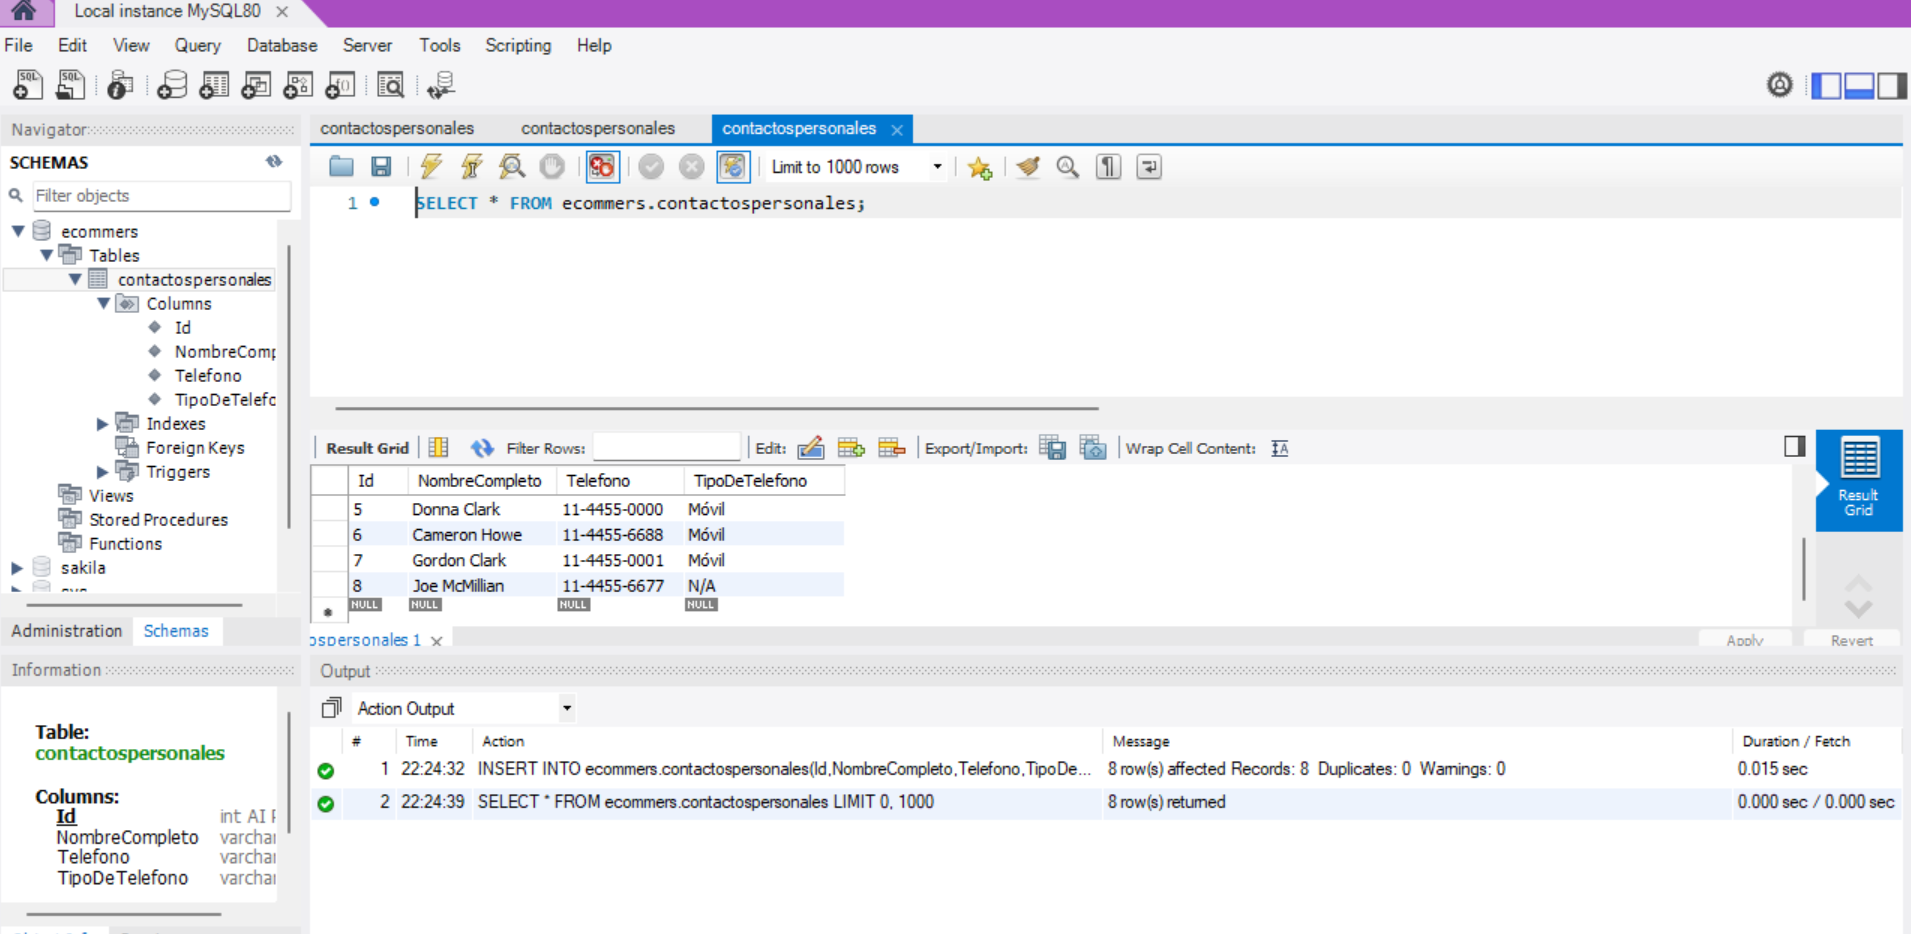 Local instance MySQL80
File Edit View Query Database Server Tools Scripting Help
Navigator
SCHEMAS
Filter objects
ecommers
Tables
contactospersonales
Columns
Id
NombreComp
Telefono
TipoDeTelefo
Indexes
Foreign Keys
Triggers
Views
Stored Procedures
Functions
sakila
sys
Administration Schemas
Information
Table:
contactospersonales
Columns:
Id int AI P
NombreCompleto varchar
Telefono varchar
TipoDeTelefono varchar
contactospersonales contactospersonales contactospersonales
Limit to 1000 rows
1 SELECT * FROM ecommers.contactospersonales;
Result Grid Filter Rows: Edit: Export/Import: Wrap Cell Content:
Id NombreCompleto Telefono TipoDeTelefono
5 Donna Clark 11-4455-0000 Móvil
6 Cameron Howe 11-4455-6688 Móvil
7 Gordon Clark 11-4455-0001 Móvil
8 Joe McMillian 11-4455-6677 N/A
* NULL NULL NULL NULL
Result
Grid
ospersonales 1 Apply Revert
Output
Action Output
# Time Action Message Duration / Fetch
1 22:24:32 INSERT INTO ecommers.contactospersonales(Id,NombreCompleto,Telefono,TipoDe... 8 row(s) affected Records: 8 Duplicates: 0 Warnings: 0 0.015 sec
2 22:24:39 SELECT * FROM ecommers.contactospersonales LIMIT 0, 1000 8 row(s) returned 0.000 sec / 0.000 sec